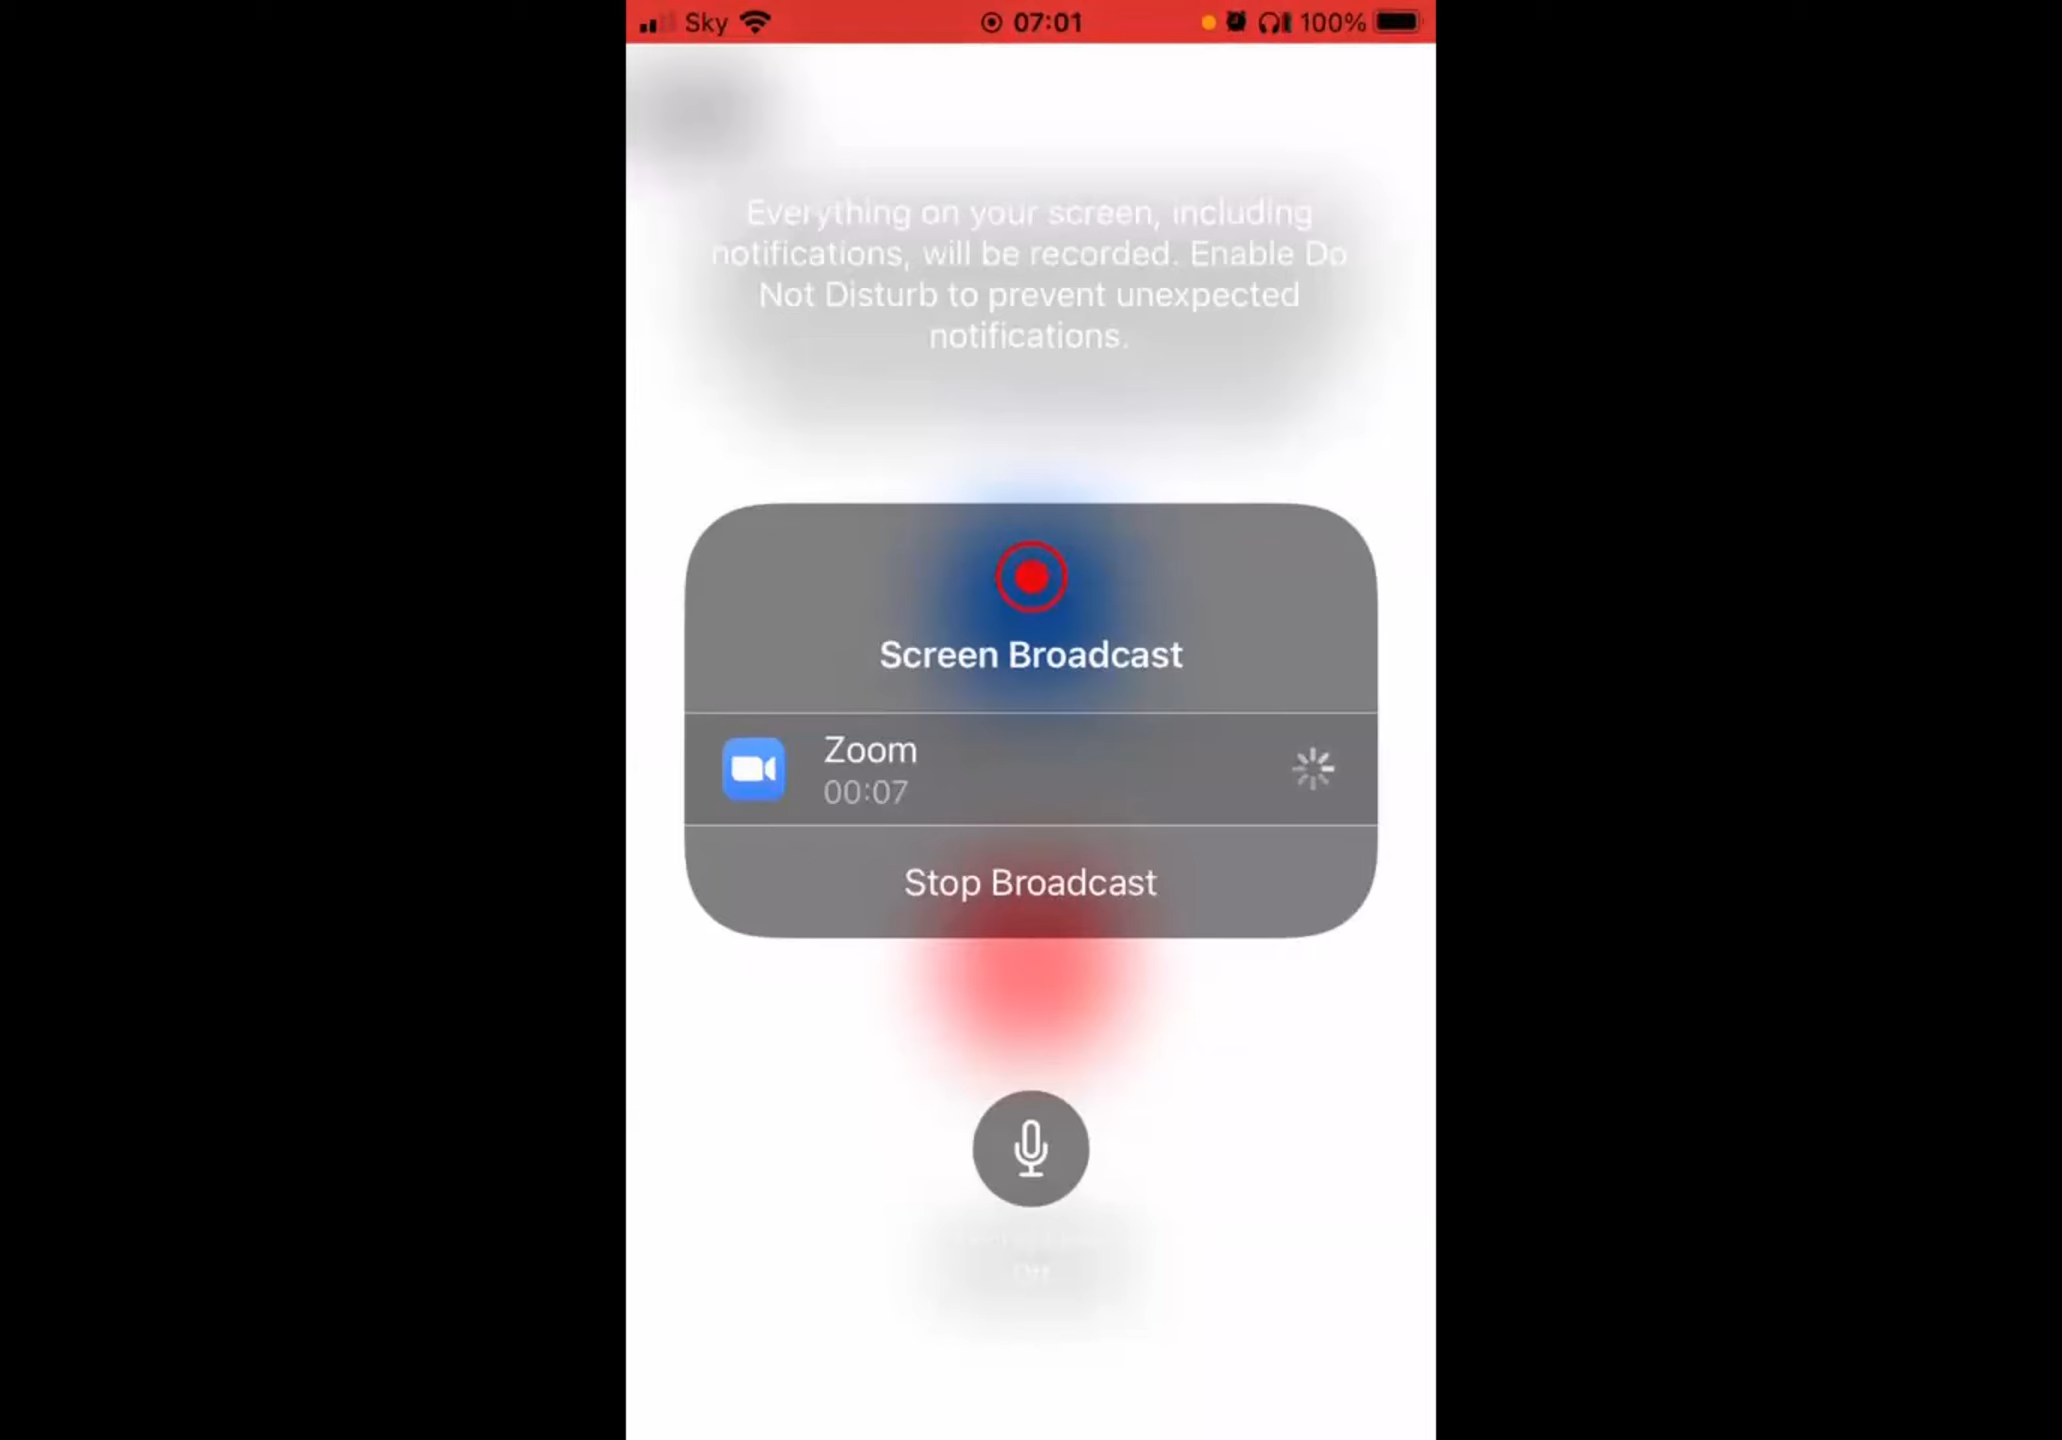 Sky 07:01 100%
Everything on your screen, including
notifications, will be recorded. Enable Do
Not Disturb to prevent unexpected
notifications.
Screen Broadcast
Zoom
00:07
Stop Broadcast